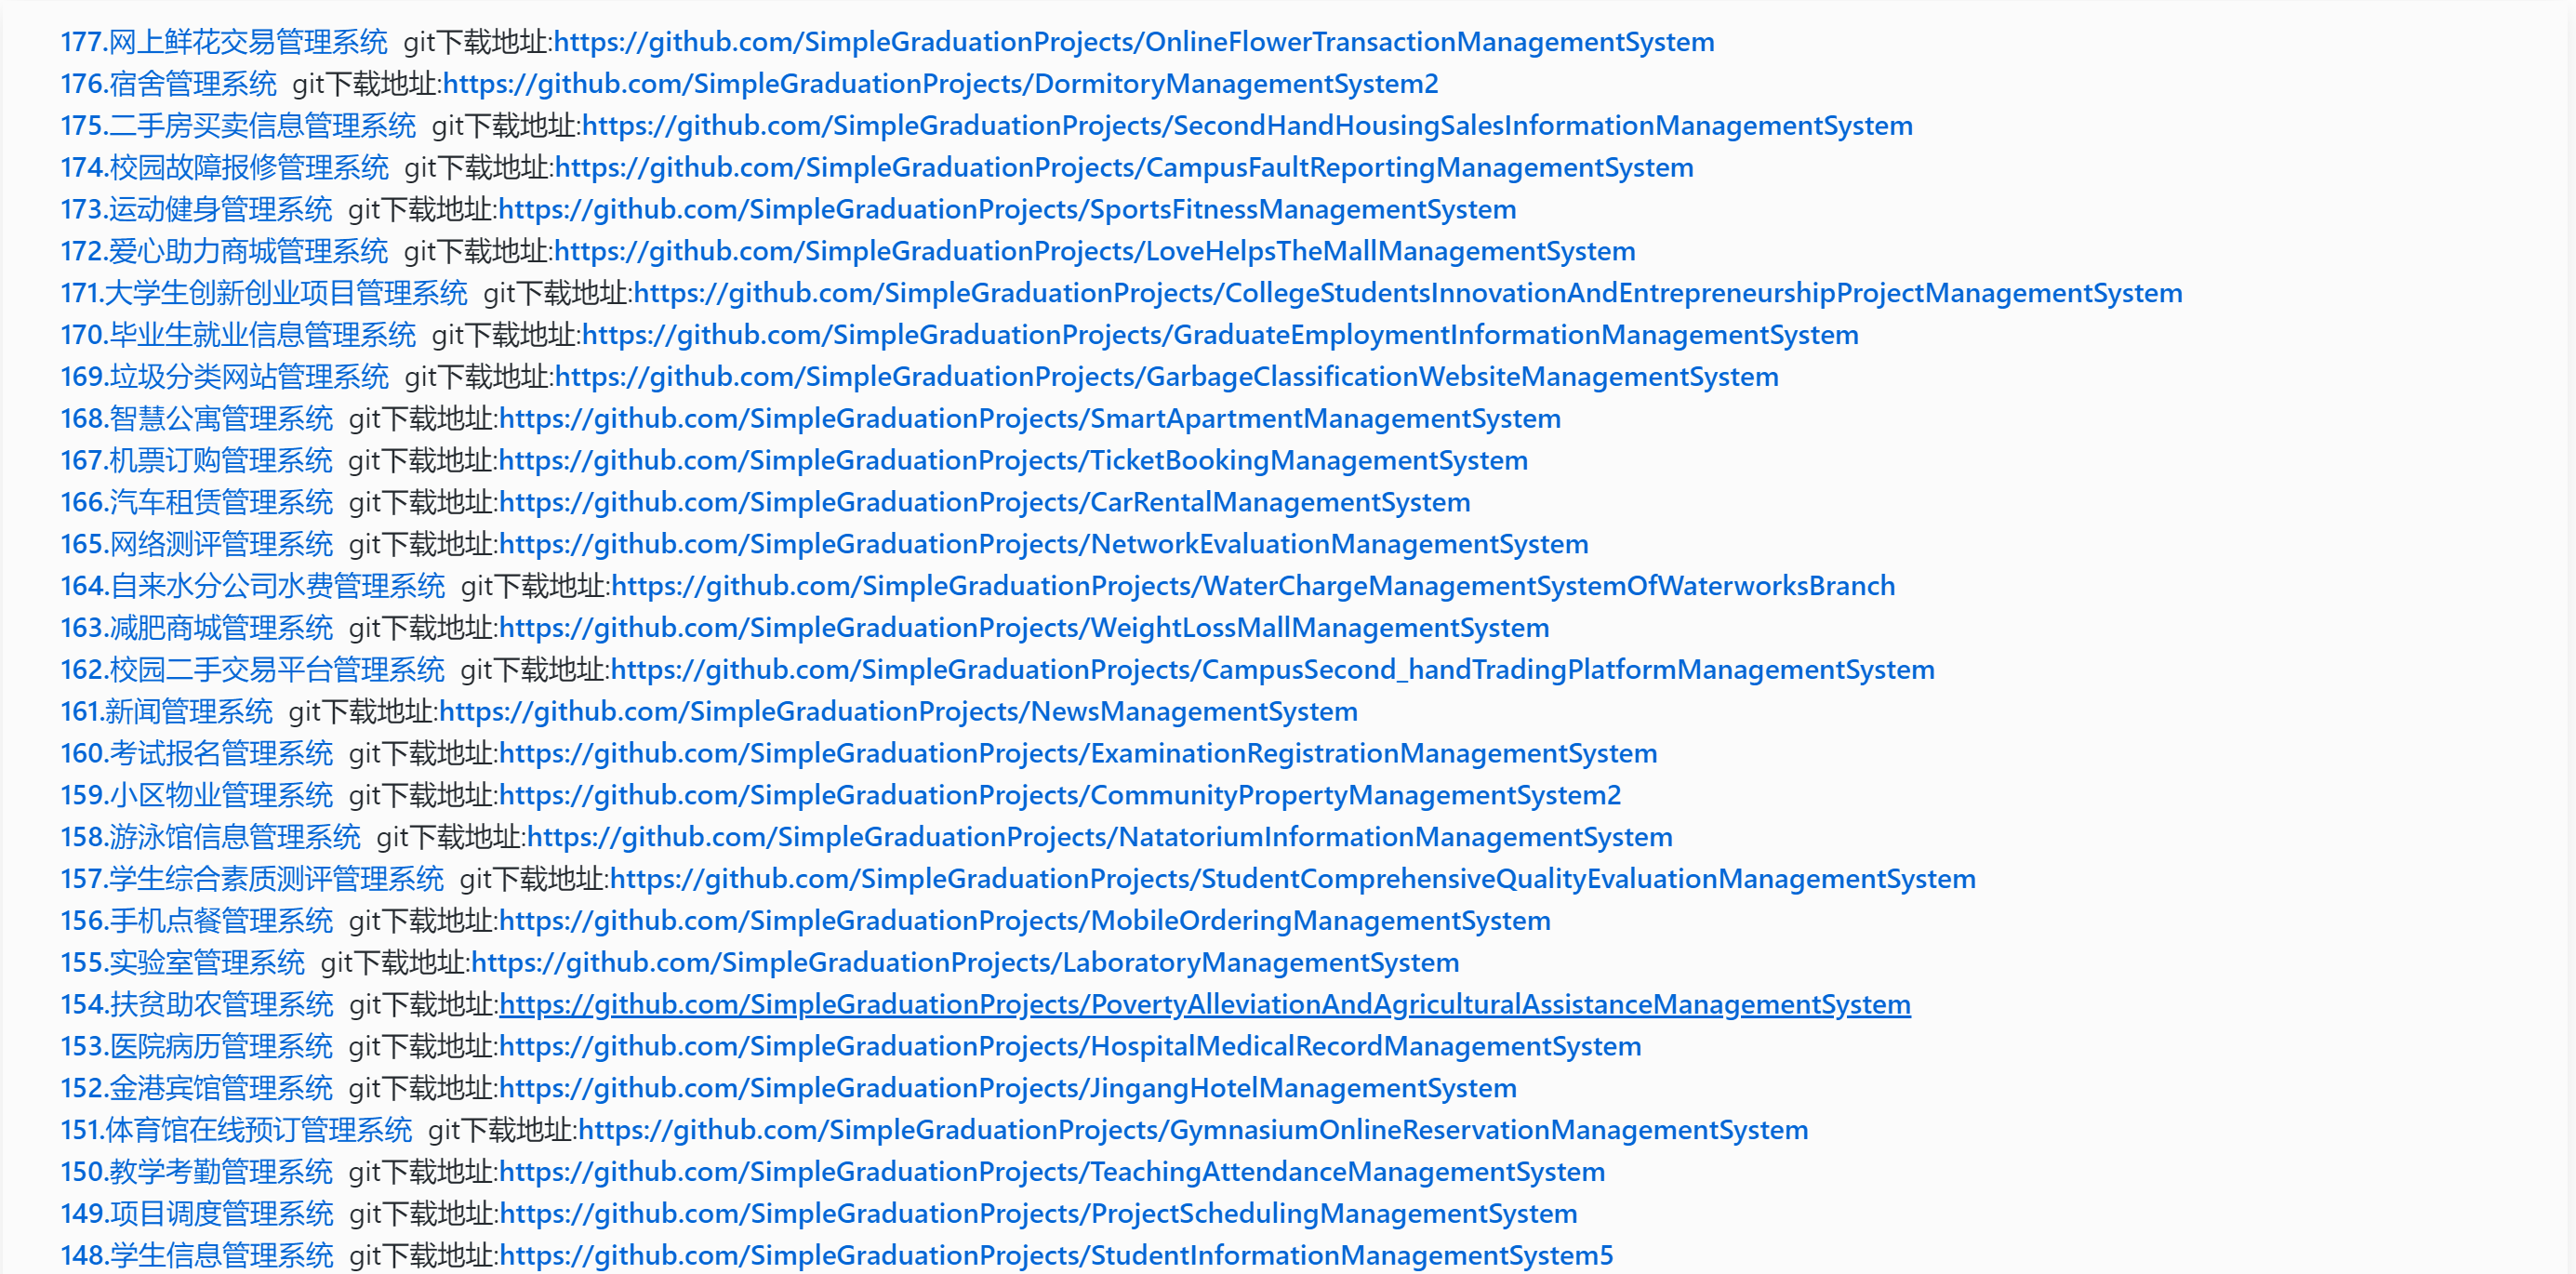 177.网上鲜花交易管理系统 git下载地址:https://github.com/SimpleGraduationProjects/OnlineFlowerTransactionManagementSystem
176.宿舍管理系统 git下载地址:https://github.com/SimpleGraduationProjects/DormitoryManagementSystem2
175.二手房买卖信息管理系统 git下载地址:https://github.com/SimpleGraduationProjects/SecondHandHousingSalesInformationManagementSystem
174.校园故障报修管理系统 git下载地址:https://github.com/SimpleGraduationProjects/CampusFaultReportingManagementSystem
173.运动健身管理系统 git下载地址:https://github.com/SimpleGraduationProjects/SportsFitnessManagementSystem
172.爱心助力商城管理系统 git下载地址:https://github.com/SimpleGraduationProjects/LoveHelpsTheMallManagementSystem
171.大学生创新创业项目管理系统 git下载地址:https://github.com/SimpleGraduationProjects/CollegeStudentsInnovationAndEntrepreneurshipProjectManagementSystem
170.毕业生就业信息管理系统 git下载地址:https://github.com/SimpleGraduationProjects/GraduateEmploymentInformationManagementSystem
169.垃圾分类网站管理系统 git下载地址:https://github.com/SimpleGraduationProjects/GarbageClassificationWebsiteManagementSystem
168.智慧公寓管理系统 git下载地址:https://github.com/SimpleGraduationProjects/SmartApartmentManagementSystem
167.机票订购管理系统 git下载地址:https://github.com/SimpleGraduationProjects/TicketBookingManagementSystem
166.汽车租赁管理系统 git下载地址:https://github.com/SimpleGraduationProjects/CarRentalManagementSystem
165.网络测评管理系统 git下载地址:https://github.com/SimpleGraduationProjects/NetworkEvaluationManagementSystem
164.自来水分公司水费管理系统 git下载地址:https://github.com/SimpleGraduationProjects/WaterChargeManagementSystemOfWaterworksBranch
163.减肥商城管理系统 git下载地址:https://github.com/SimpleGraduationProjects/WeightLossMallManagementSystem
162.校园二手交易平台管理系统 git下载地址:https://github.com/SimpleGraduationProjects/CampusSecond_handTradingPlatformManagementSystem
161.新闻管理系统 git下载地址:https://github.com/SimpleGraduationProjects/NewsManagementSystem
160.考试报名管理系统 git下载地址:https://github.com/SimpleGraduationProjects/ExaminationRegistrationManagementSystem
159.小区物业管理系统 git下载地址:https://github.com/SimpleGraduationProjects/CommunityPropertyManagementSystem2
158.游泳馆信息管理系统 git下载地址:https://github.com/SimpleGraduationProjects/NatatoriumInformationManagementSystem
157.学生综合素质测评管理系统 git下载地址:https://github.com/SimpleGraduationProjects/StudentComprehensiveQualityEvaluationManagementSystem
156.手机点餐管理系统 git下载地址:https://github.com/SimpleGraduationProjects/MobileOrderingManagementSystem
155.实验室管理系统 git下载地址:https://github.com/SimpleGraduationProjects/LaboratoryManagementSystem
154.扶贫助农管理系统 git下载地址:https://github.com/SimpleGraduationProjects/PovertyAlleviationAndAgriculturalAssistanceManagementSystem
153.医院病历管理系统 git下载地址:https://github.com/SimpleGraduationProjects/HospitalMedicalRecordManagementSystem
152.金港宾馆管理系统 git下载地址:https://github.com/SimpleGraduationProjects/JingangHotelManagementSystem
151.体育馆在线预订管理系统 git下载地址:https://github.com/SimpleGraduationProjects/GymnasiumOnlineReservationManagementSystem
150.教学考勤管理系统 git下载地址:https://github.com/SimpleGraduationProjects/TeachingAttendanceManagementSystem
149.项目调度管理系统 git下载地址:https://github.com/SimpleGraduationProjects/ProjectSchedulingManagementSystem
148.学生信息管理系统 git下载地址:https://github.com/SimpleGraduationProjects/StudentInformationManagementSystem5